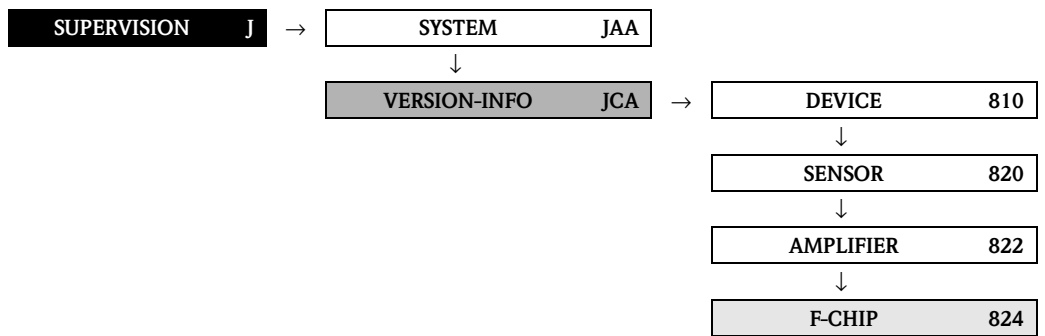 SUPERVISION J → SYSTEM JAA
↓
VERSION-INFO JCA → DEVICE 810
↓
SENSOR 820
↓
AMPLIFIER 822
↓
F-CHIP 824